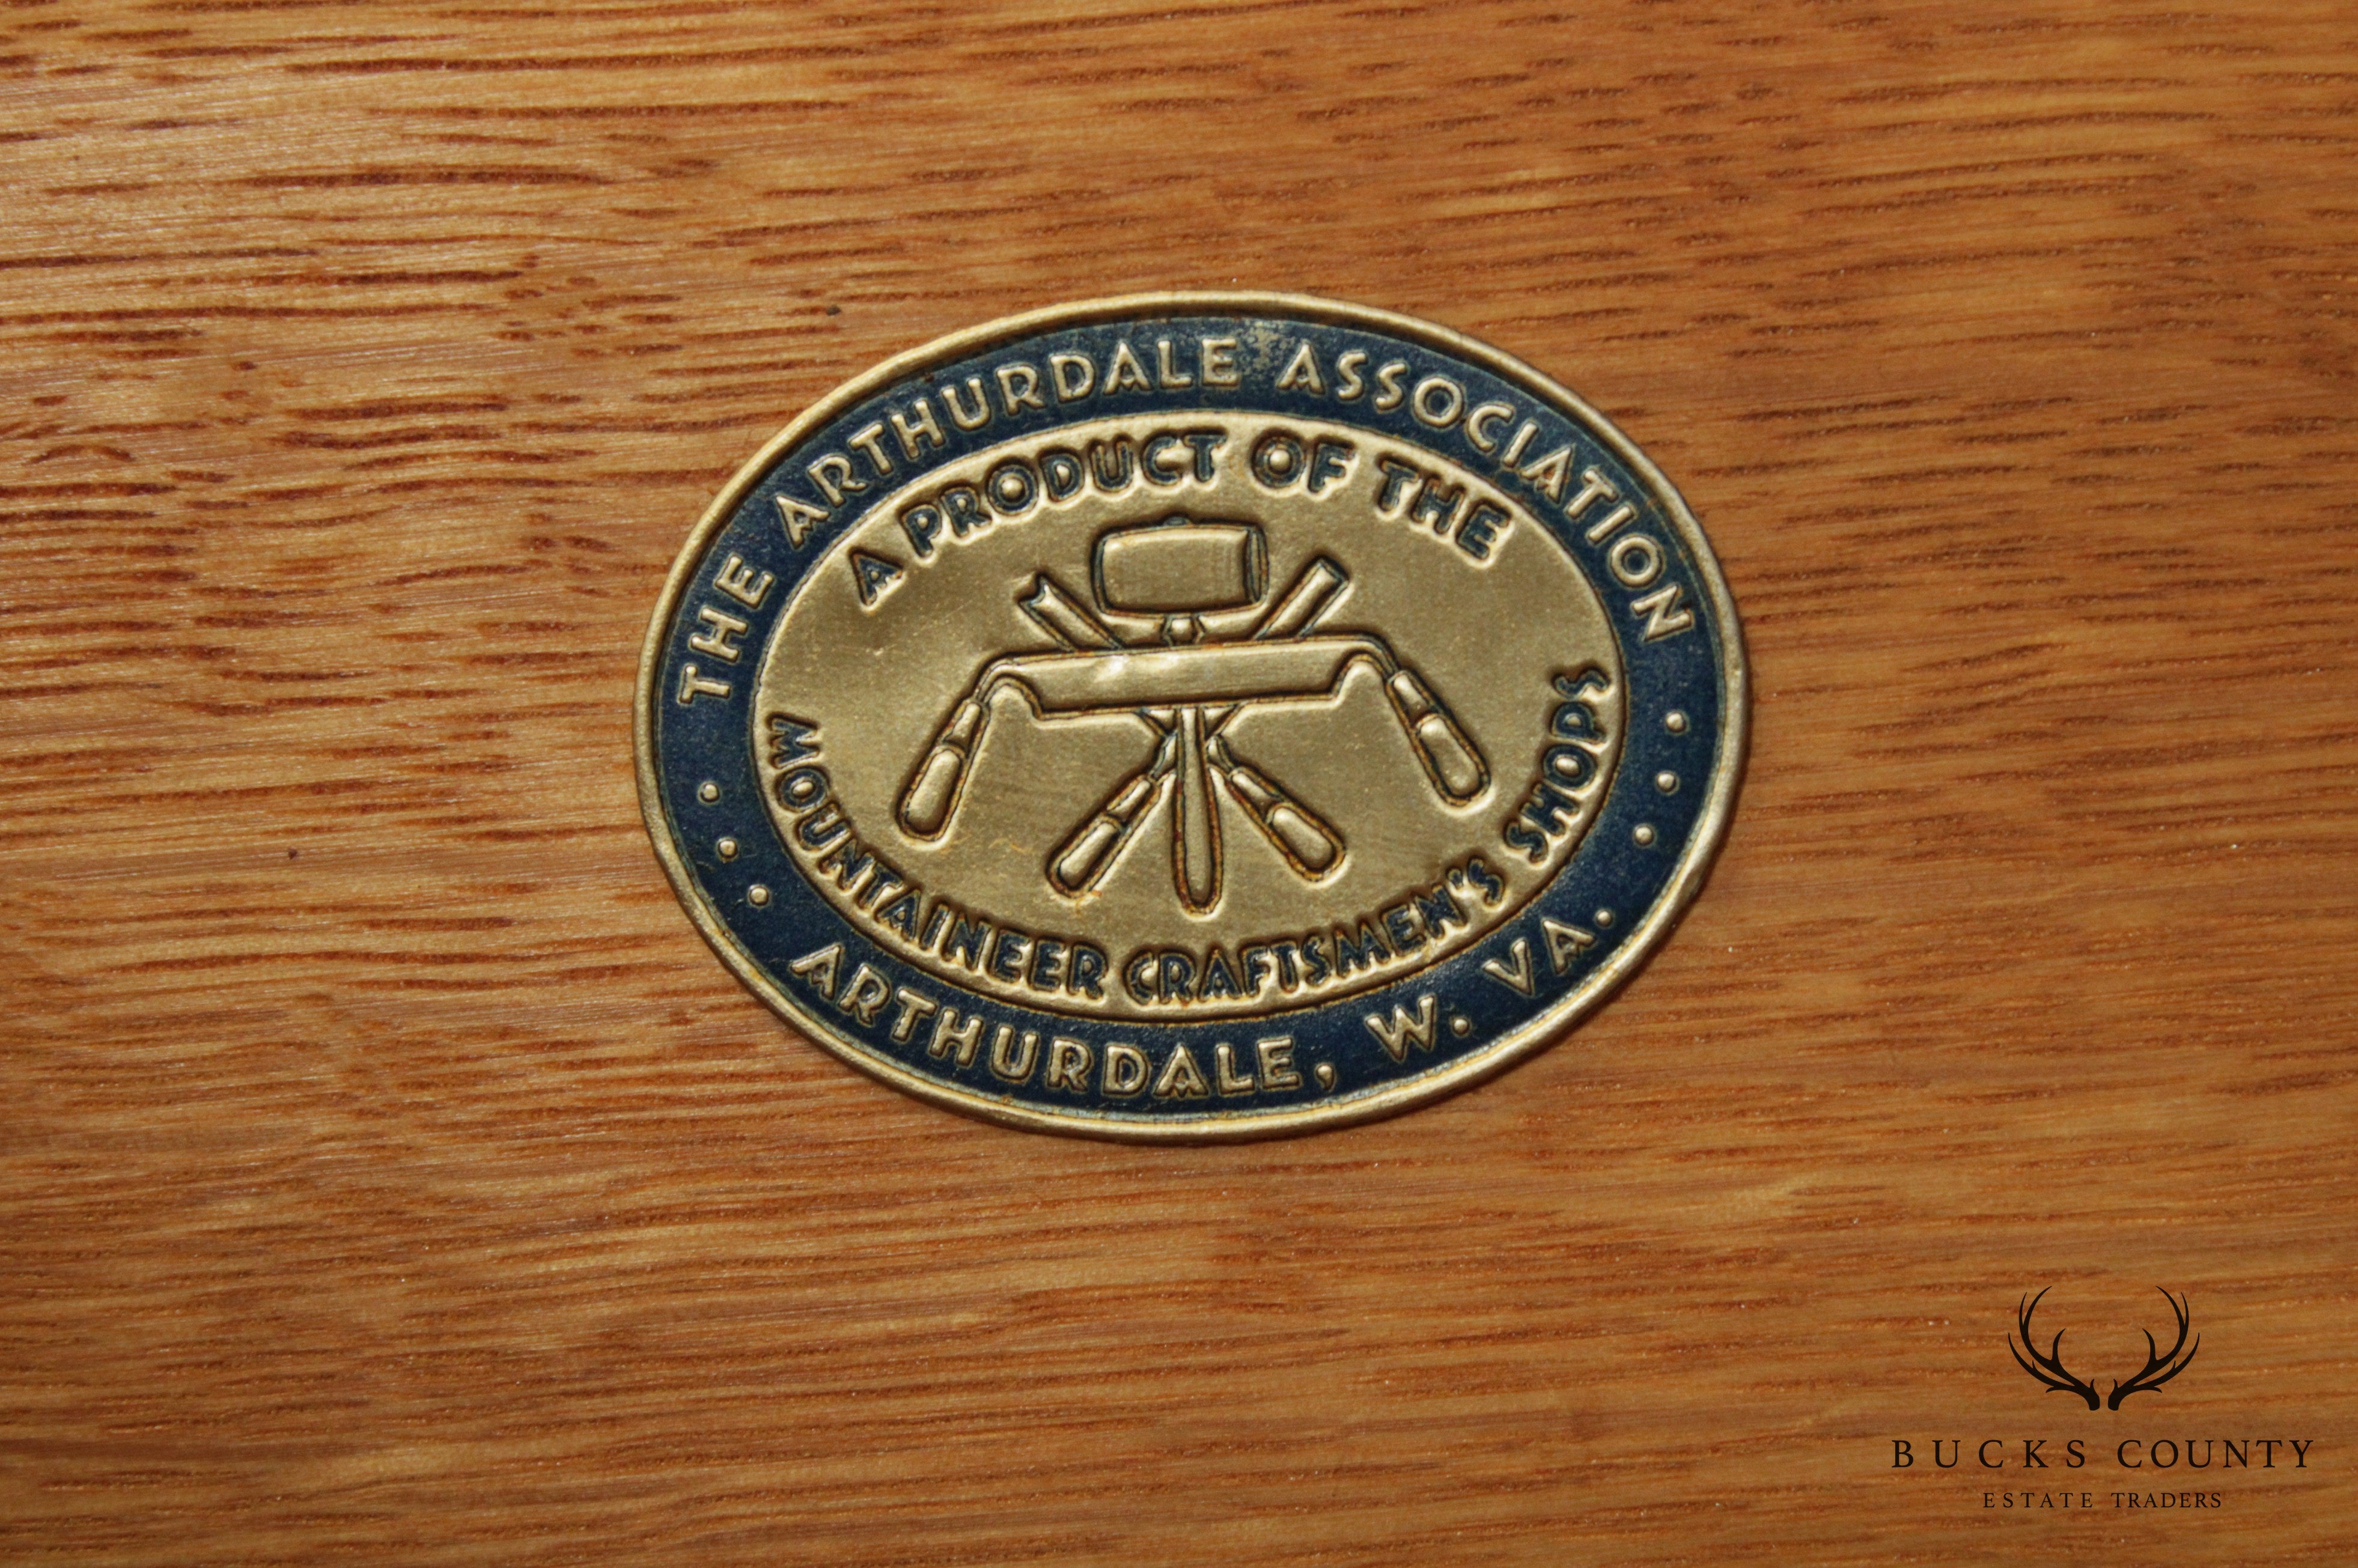 THE ARTHURDALE ASSOCIATION
A PRODUCT OF THE
MOUNTAINEER CRAFTSMEN'S SHOPS
ARTHURDALE, W. VA.
BUCKS COUNTY
ESTATE TRADERS